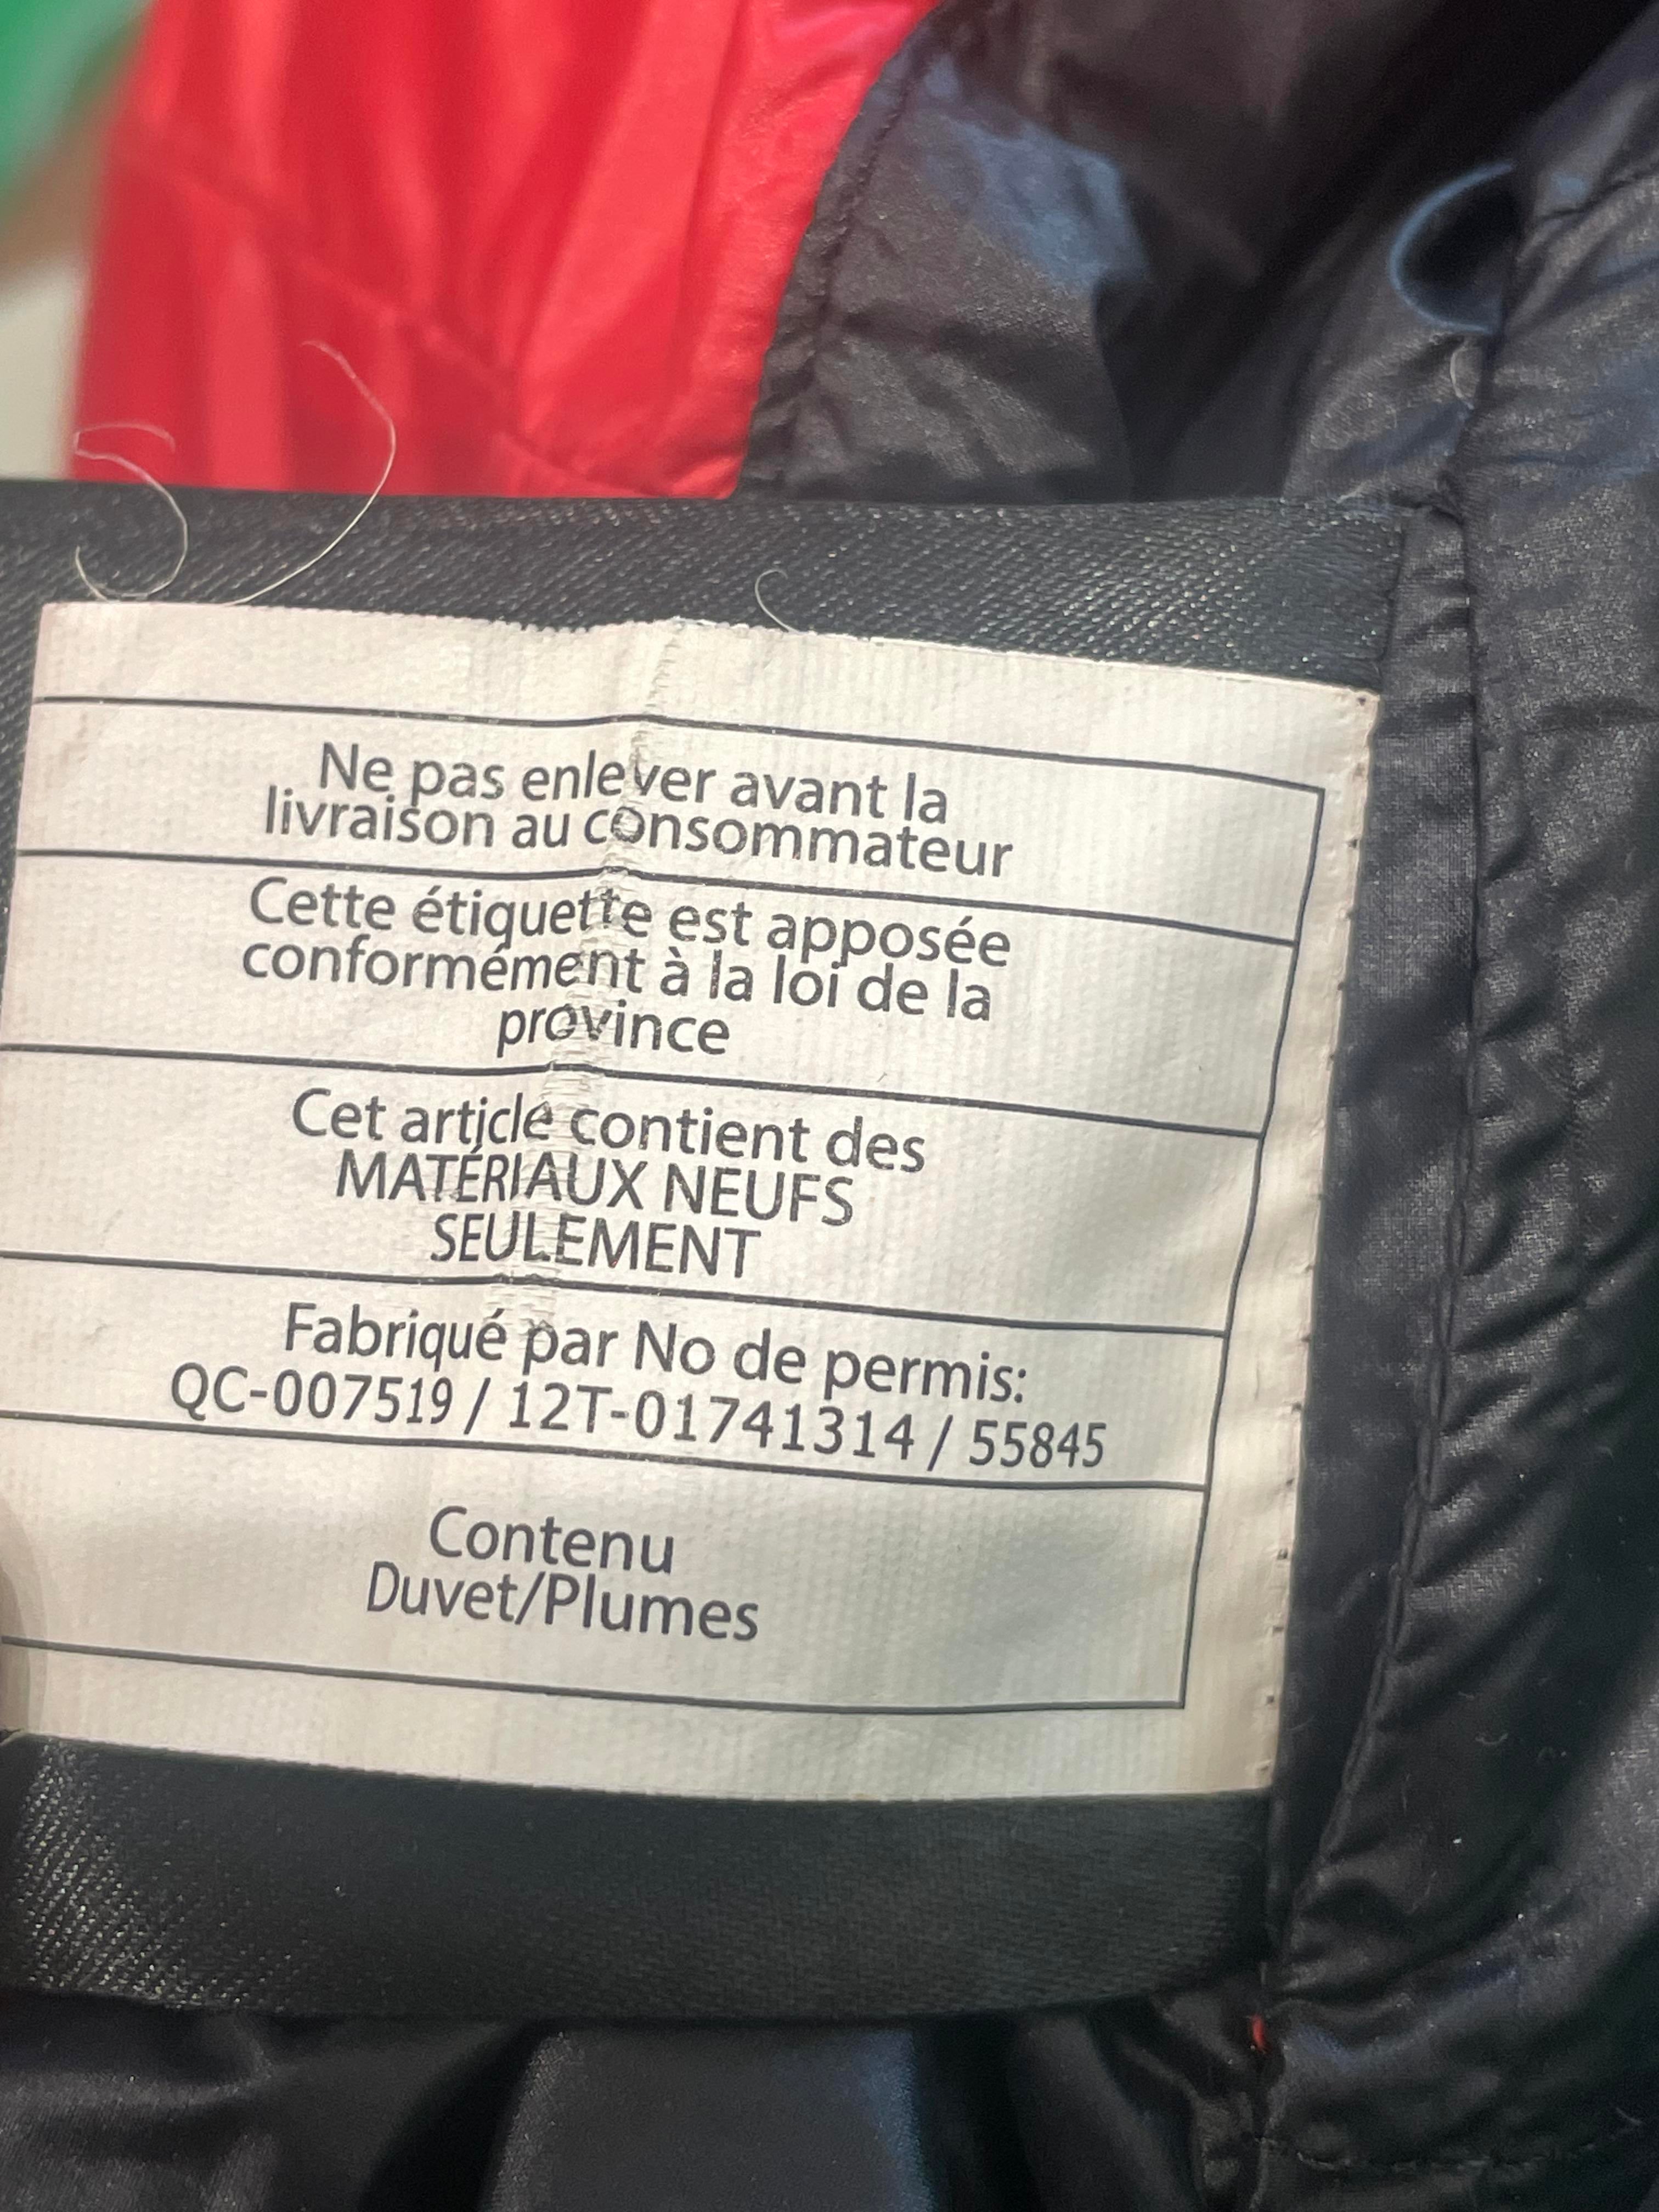 Ne pas enlever avant la
livraison au consommateur
Cette étiquette est apposée
conformément à la loi de la
province
Cet article contient des
MATÉRIAUX NEUFS
SEULEMENT
Fabriqué par No de permis:
QC-007519 / 12T-01741314 / 55845
Contenu
Duvet/Plumes